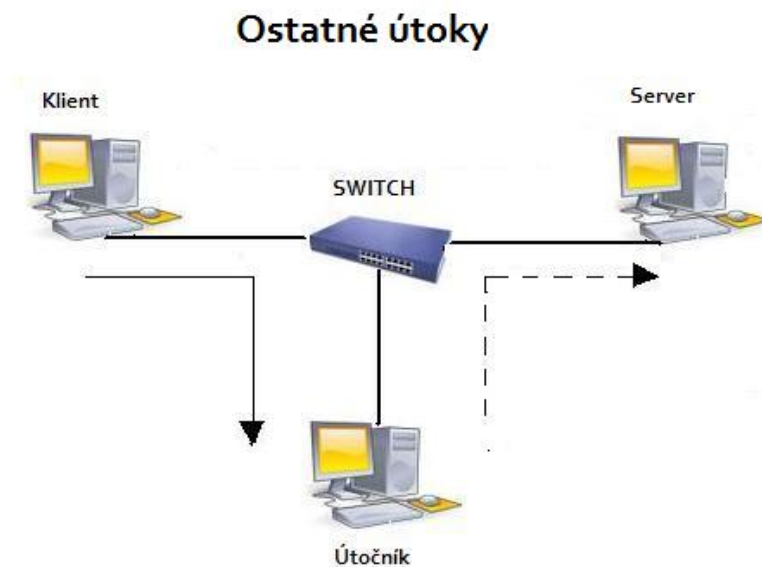 Ostatné útoky
Klient
Server
SWITCH
Útočník